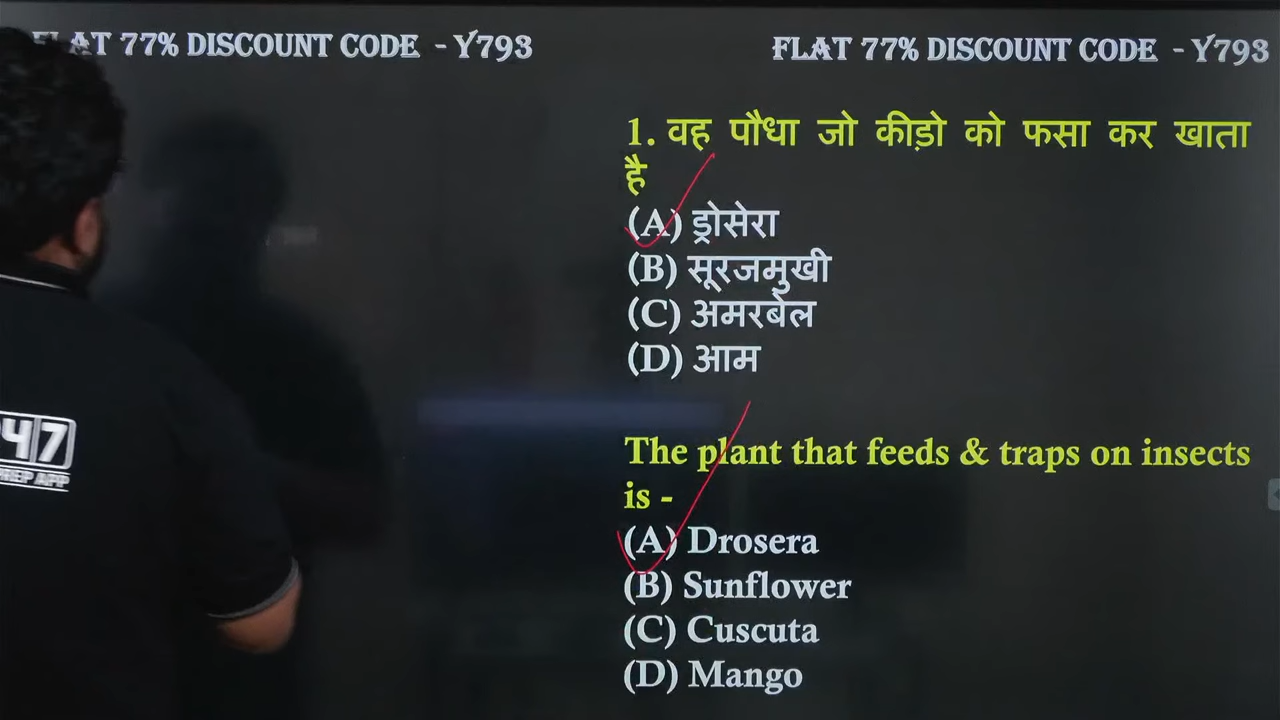 FLAT 77% DISCOUNT CODE - Y793
FLAT 77% DISCOUNT CODE - Y793
1. वह पौधा जो कीड़ो को फसा कर खाता
है
(A) ड्रोसेरा
(B) सूरजमुखी
(C) अमरबेल
(D) आम
The plant that feeds & traps on insects
is -
(A) Drosera
(B) Sunflower
(C) Cuscuta
(D) Mango
47
APP